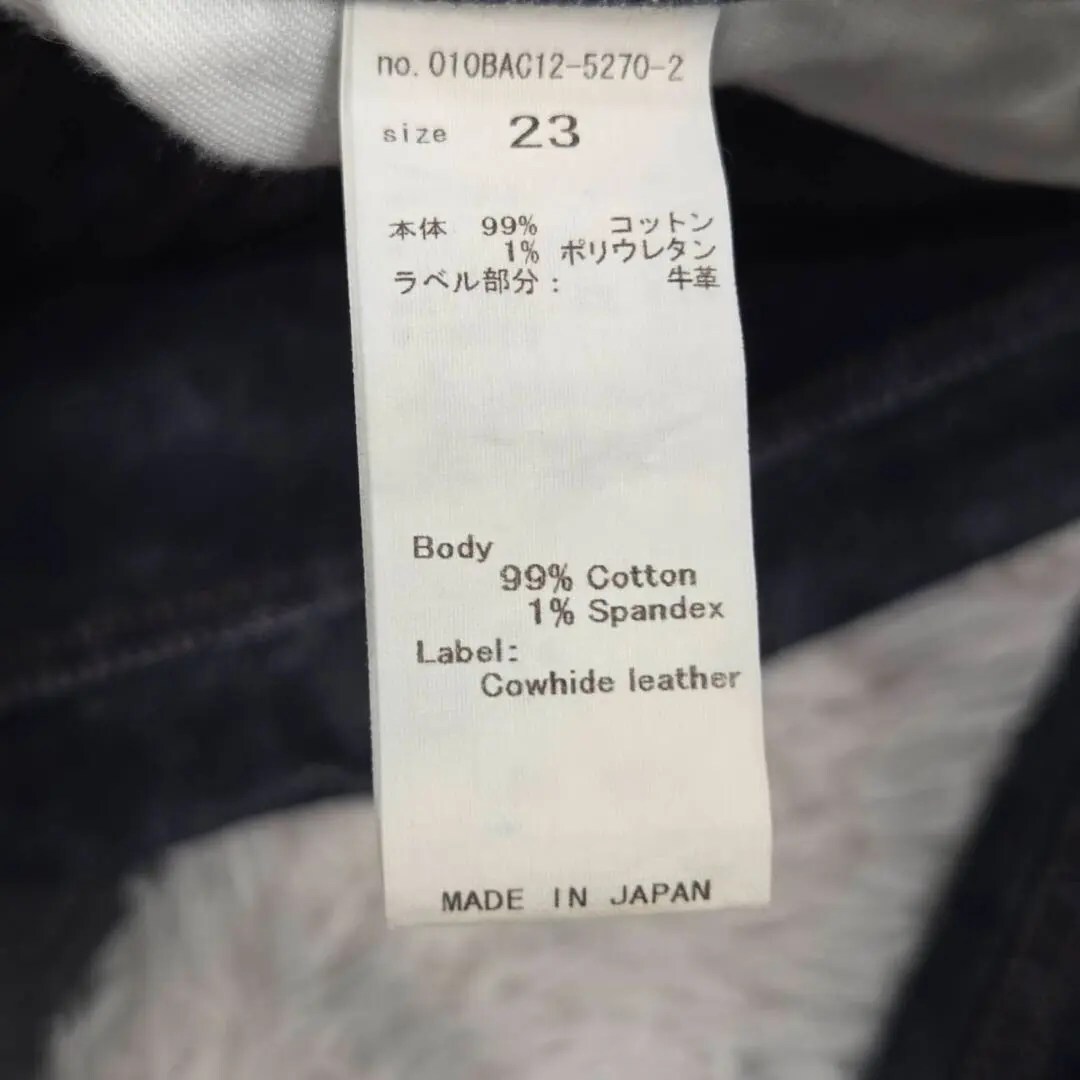 no. 010BAC12-5270-2
size 23
本体 99% コットン
1% ポリウレタン
ラベル部分： 牛革
Body
99% Cotton
1% Spandex
Label:
Cowhide leather
MADE IN JAPAN